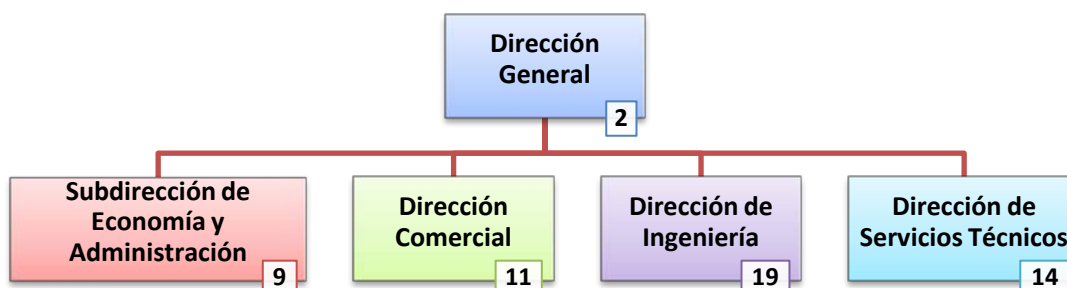 Dirección
General
2
Subdirección de
Economía y
Administración
9
Dirección
Comercial
11
Dirección de
Ingeniería
19
Dirección de
Servicios Técnicos
14